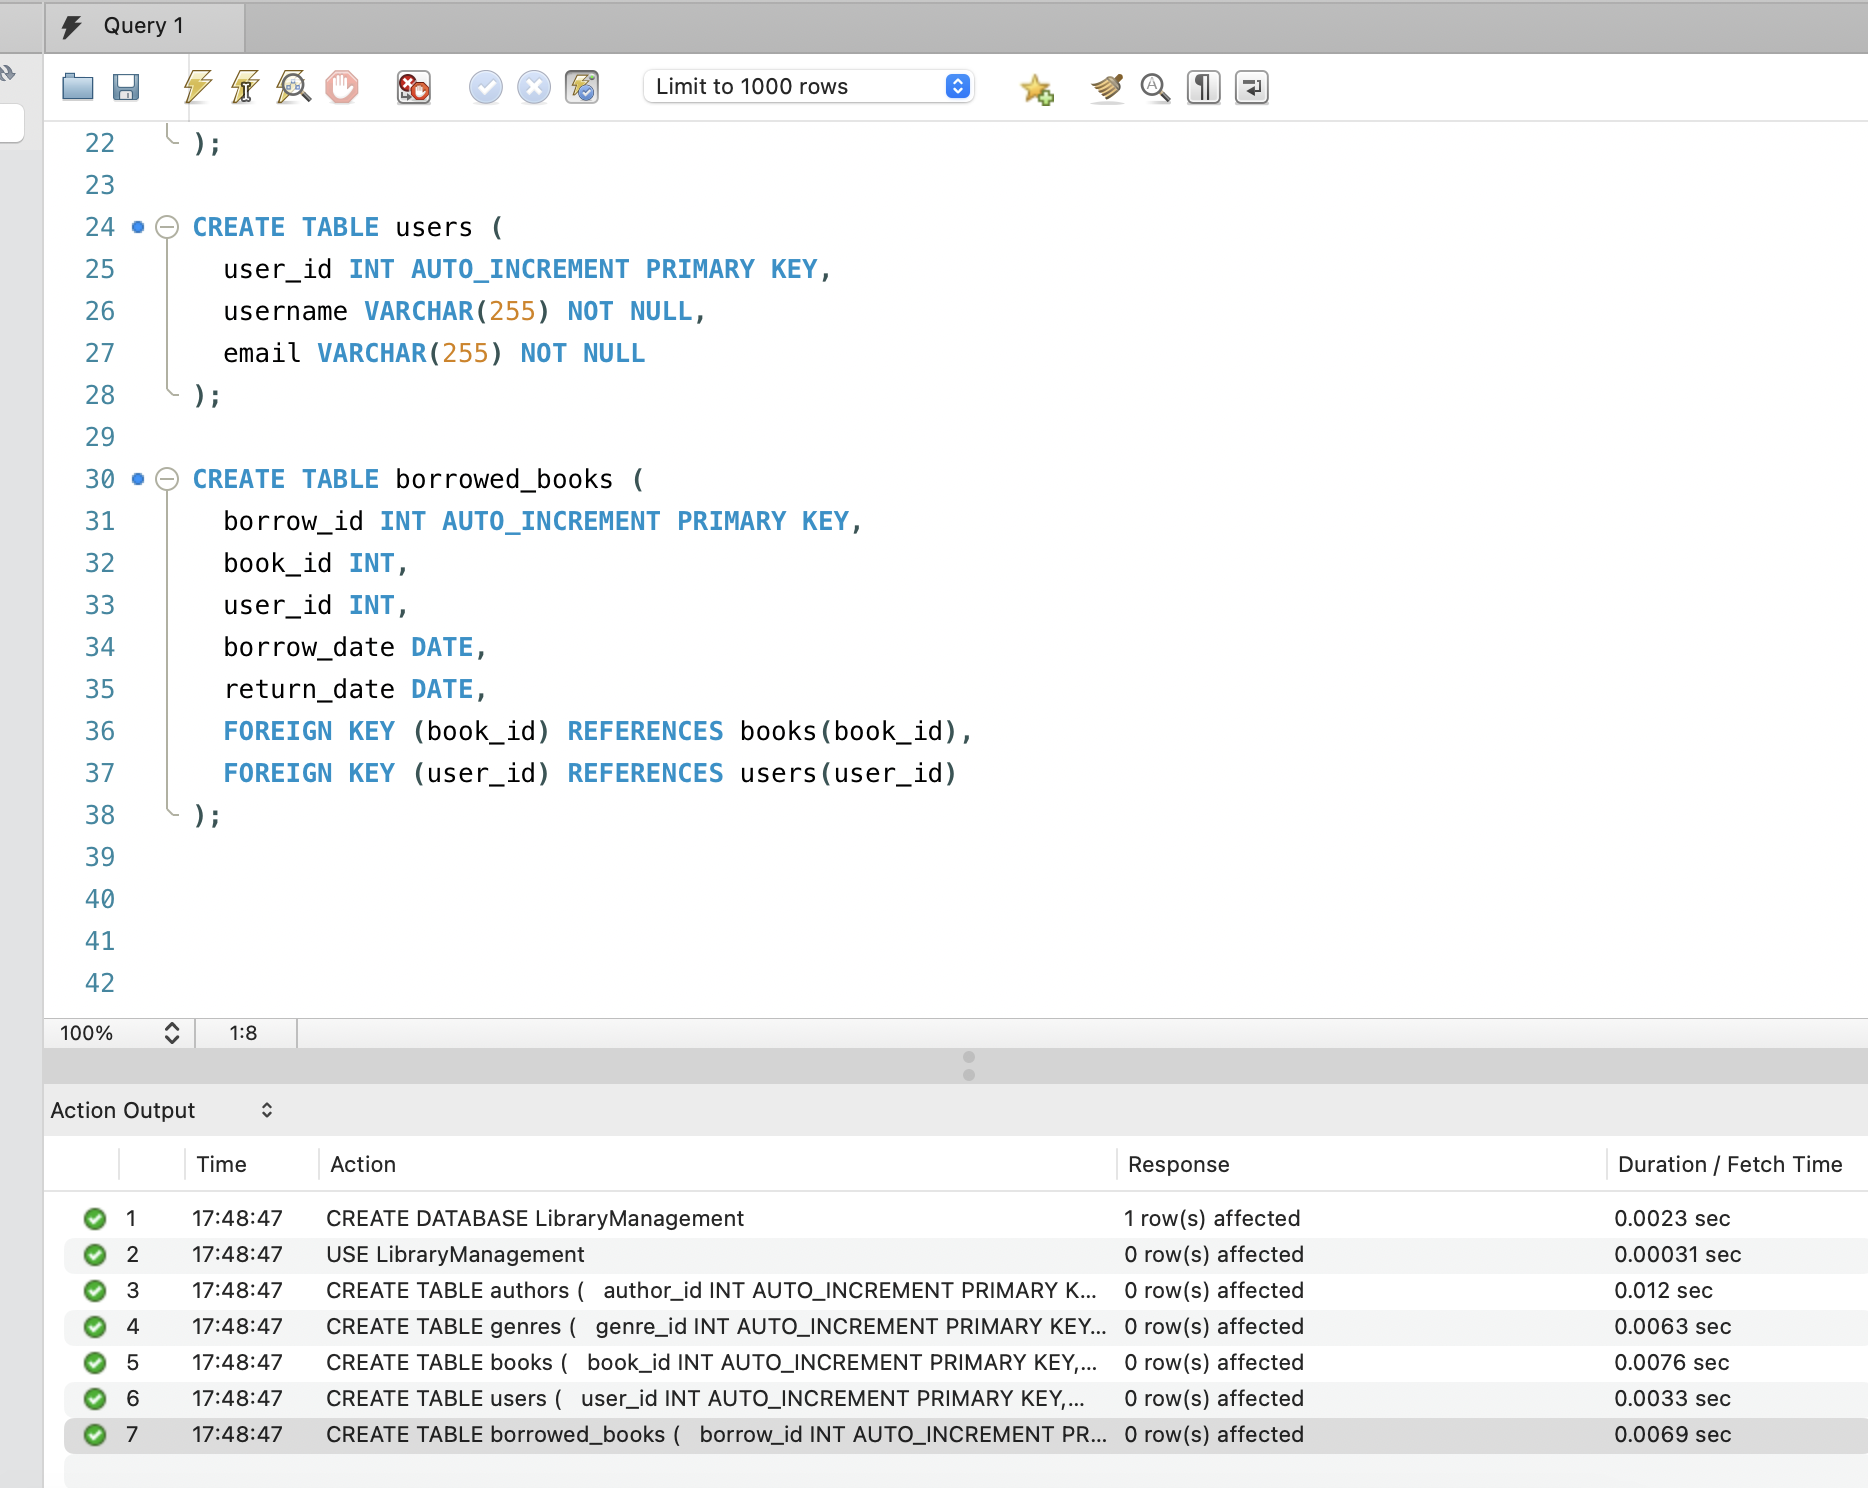 Query 1
Limit to 1000 rows
22 );
23
24 CREATE TABLE users (
25 user_id INT AUTO_INCREMENT PRIMARY KEY,
26 username VARCHAR(255) NOT NULL,
27 email VARCHAR(255) NOT NULL
28 );
29
30 CREATE TABLE borrowed_books (
31 borrow_id INT AUTO_INCREMENT PRIMARY KEY,
32 book_id INT,
33 user_id INT,
34 borrow_date DATE,
35 return_date DATE,
36 FOREIGN KEY (book_id) REFERENCES books(book_id),
37 FOREIGN KEY (user_id) REFERENCES users(user_id)
38 );
39
40
41
42
100% 1:8
Action Output
Time Action Response Duration / Fetch Time
1 17:48:47 CREATE DATABASE LibraryManagement 1 row(s) affected 0.0023 sec
2 17:48:47 USE LibraryManagement 0 row(s) affected 0.00031 sec
3 17:48:47 CREATE TABLE authors ( author_id INT AUTO_INCREMENT PRIMARY K... 0 row(s) affected 0.012 sec
4 17:48:47 CREATE TABLE genres ( genre_id INT AUTO_INCREMENT PRIMARY KEY... 0 row(s) affected 0.0063 sec
5 17:48:47 CREATE TABLE books ( book_id INT AUTO_INCREMENT PRIMARY KEY,... 0 row(s) affected 0.0076 sec
6 17:48:47 CREATE TABLE users ( user_id INT AUTO_INCREMENT PRIMARY KEY,... 0 row(s) affected 0.0033 sec
7 17:48:47 CREATE TABLE borrowed_books ( borrow_id INT AUTO_INCREMENT PR... 0 row(s) affected 0.0069 sec